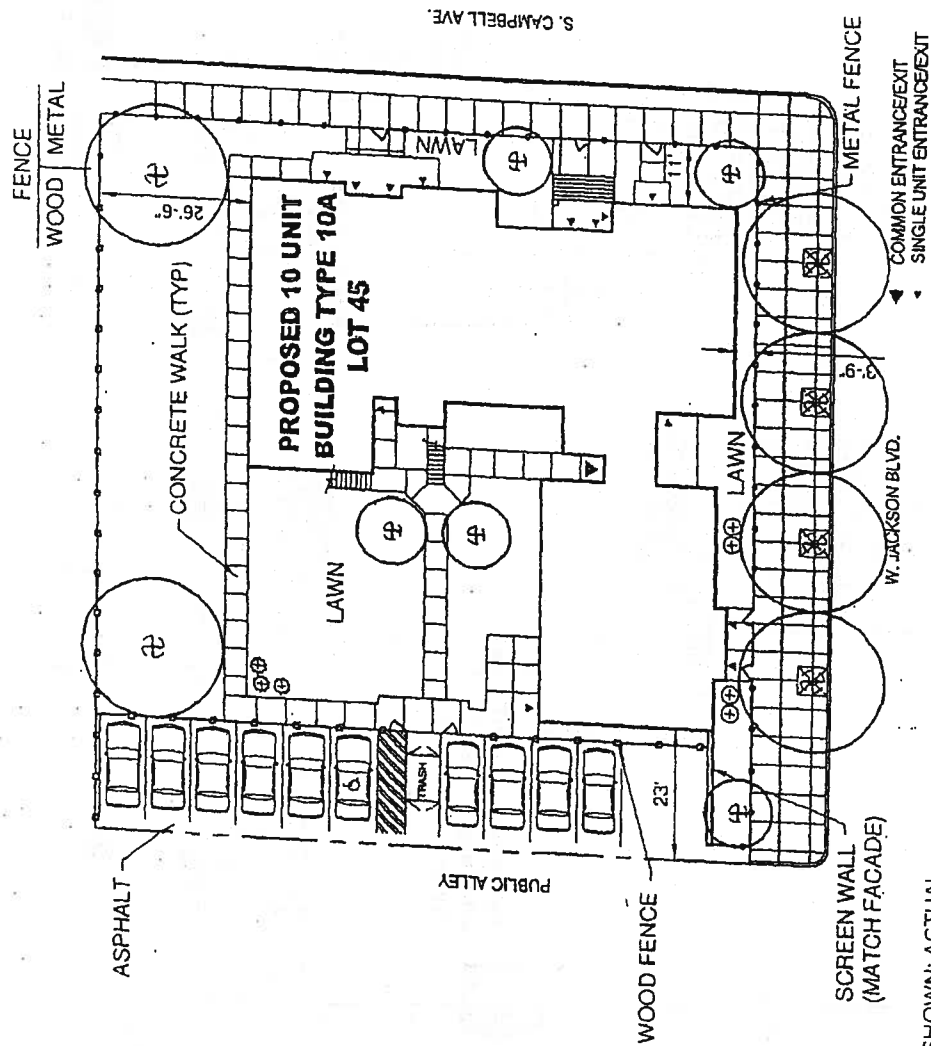 S. CAMPBELL AVE.
FENCE
WOOD METAL
26'-6"
CONCRETE WALK (TYP)
LAWN
11'
PROPOSED 10 UNIT
BUILDING TYPE 10A
LOT 45
METAL FENCE
COMMON ENTRANCE/EXIT
SINGLE UNIT ENTRANCE/EXIT
LAWN
LAWN
3'-9"
W. JACKSON BLVD.
TRASH
23'
ASPHALT
PUBLIC ALLEY
WOOD FENCE
SCREEN WALL
(MATCH FACADE)
SHOWN: ACTUAL